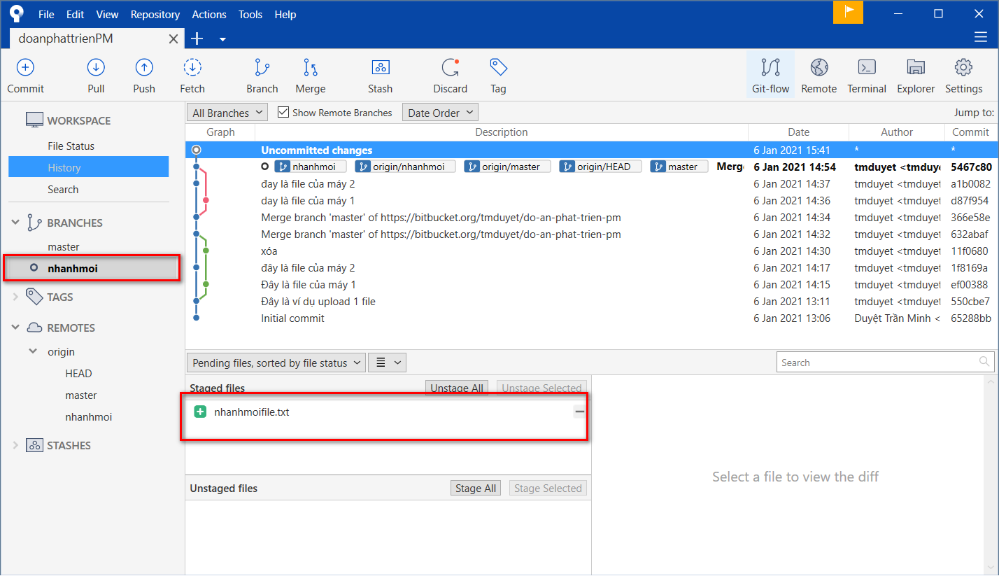 File Edit View Repository Actions Tools Help
doanphattrienPM
Commit Pull Push Fetch Branch Merge Stash Discard Tag Git-flow Remote Terminal Explorer Settings
WORKSPACE
File Status
History
Search
BRANCHES
master
nhanhmoi
TAGS
REMOTES
origin
HEAD
master
nhanhmoi
STASHES
All Branches Show Remote Branches Date Order Jump to:
Graph Description Date Author Commit
Uncommitted changes 6 Jan 2021 15:41 * *
nhanhmoi origin/nhanhmoi origin/master origin/HEAD master Merg 6 Jan 2021 14:54 tmduyet <tmduy 5467c80
đay là file của máy 2 6 Jan 2021 14:37 tmduyet <tmduyet a1b0082
day là file của máy 1 6 Jan 2021 14:36 tmduyet <tmduyet d87f954
Merge branch 'master' of https://bitbucket.org/tmduyet/do-an-phat-trien-pm 6 Jan 2021 14:34 tmduyet <tmduyet 366e58e
Merge branch 'master' of https://bitbucket.org/tmduyet/do-an-phat-trien-pm 6 Jan 2021 14:32 tmduyet <tmduyet 632abaf
xóa 6 Jan 2021 14:30 tmduyet <tmduyet 11f0680
đây là file của máy 2 6 Jan 2021 14:17 tmduyet <tmduyet 1f8169a
Đây là file của máy 1 6 Jan 2021 14:15 tmduyet <tmduyet ef00388
Đây là ví dụ upload 1 file 6 Jan 2021 13:11 tmduyet <tmduyet 550cbe7
Initial commit 6 Jan 2021 13:06 Duyệt Trần Minh < 65288bb
Pending files, sorted by file status Search
Staged files Unstage All Unstage Selected
nhanhmoifile.txt
Unstaged files Stage All Stage Selected
Select a file to view the diff